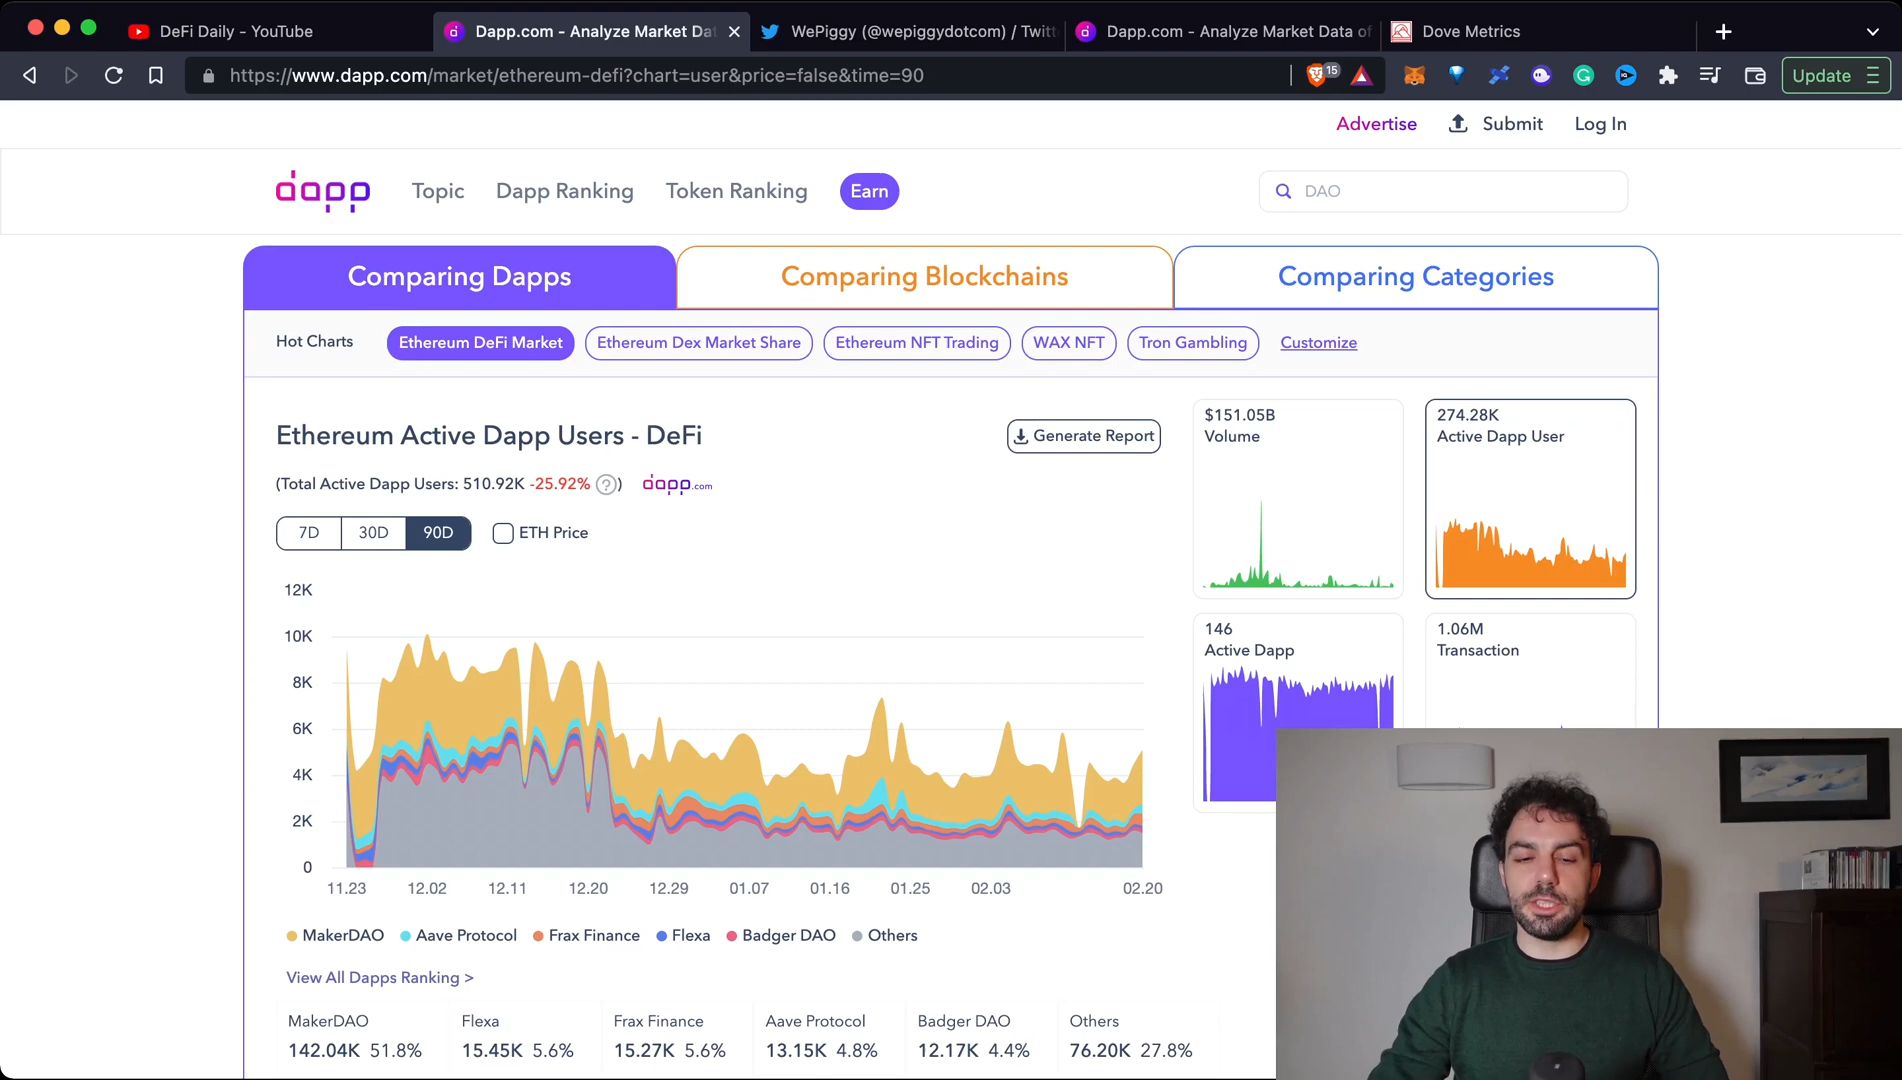 DeFi Daily - YouTube
Dapp.com - Analyze Market Dat
WePiggy (@wepiggydotcom) / Twitt
Dapp.com - Analyze Market Data of
Dove Metrics
https://www.dapp.com/market/ethereum-defi?chart=user&price=false&time=90
15
Update
Advertise
Submit
Log In
dapp
Topic
Dapp Ranking
Token Ranking
Earn
DAO
Comparing Dapps
Comparing Blockchains
Comparing Categories
Hot Charts
Ethereum DeFi Market
Ethereum Dex Market Share
Ethereum NFT Trading
WAX NFT
Tron Gambling
Customize
Ethereum Active Dapp Users - DeFi
Generate Report
(Total Active Dapp Users: 510.92K -25.92% ?)
dapp.com
7D
30D
90D
ETH Price
$151.05B
Volume
274.28K
Active Dapp User
146
Active Dapp
1.06M
Transaction
12K
10K
8K
6K
4K
2K
0
11.23
12.02
12.11
12.20
12.29
01.07
01.16
01.25
02.03
02.20
MakerDAO
Aave Protocol
Frax Finance
Flexa
Badger DAO
Others
View All Dapps Ranking >
MakerDAO
142.04K 51.8%
Flexa
15.45K 5.6%
Frax Finance
15.27K 5.6%
Aave Protocol
13.15K 4.8%
Badger DAO
12.17K 4.4%
Others
76.20K 27.8%